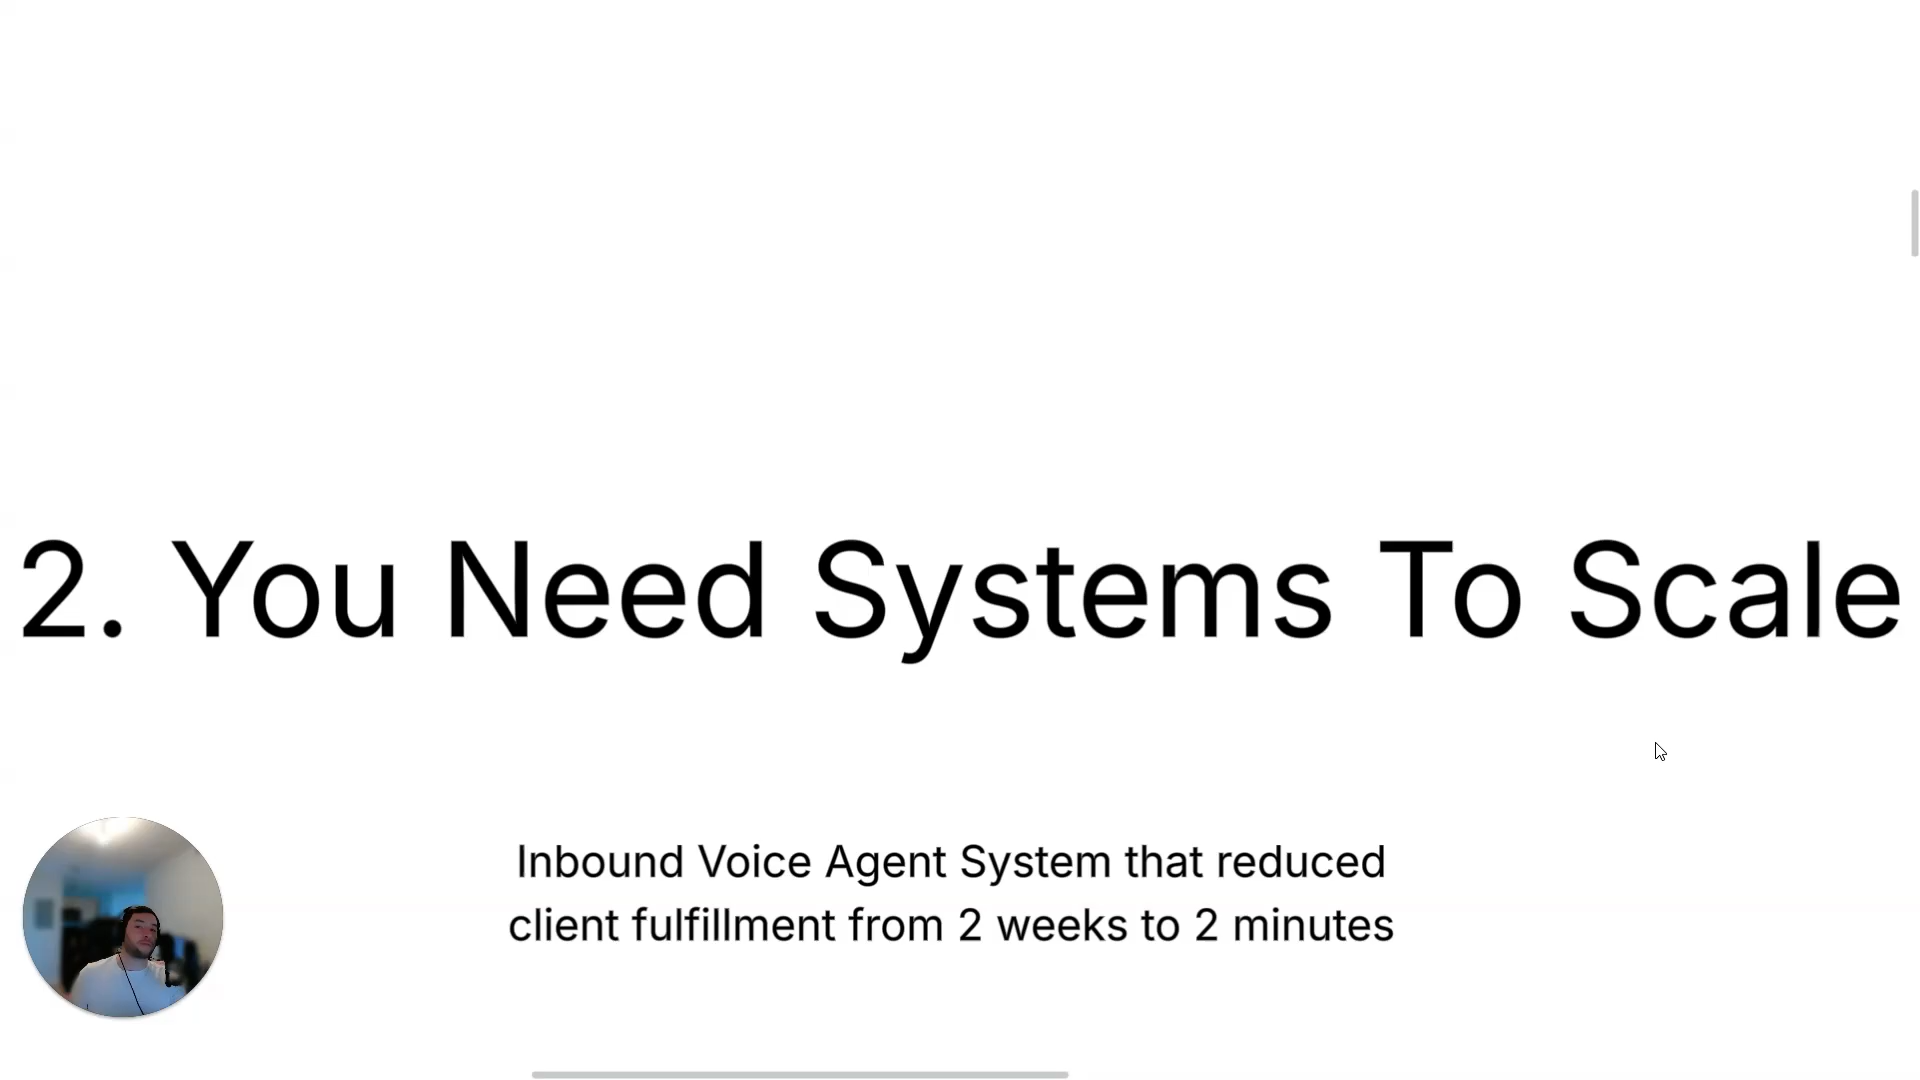 2. You Need Systems To Scale
Inbound Voice Agent System that reduced
client fulfillment from 2 weeks to 2 minutes